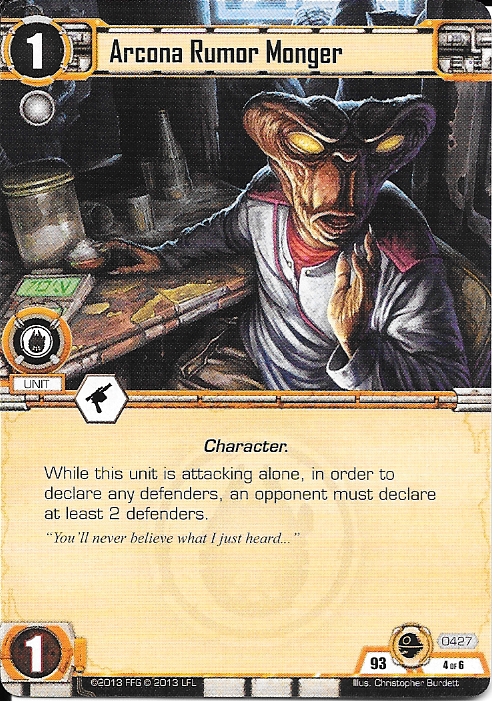 1
Arcona Rumor Monger
UNIT
Character.
While this unit is attacking alone, in order to
declare any defenders, an opponent must declare
at least 2 defenders.
“You’ll never believe what I just heard...”
1
93
0427
4 OF 6
©2013 FFG © 2013 LFL
Illus. Christopher Burdett